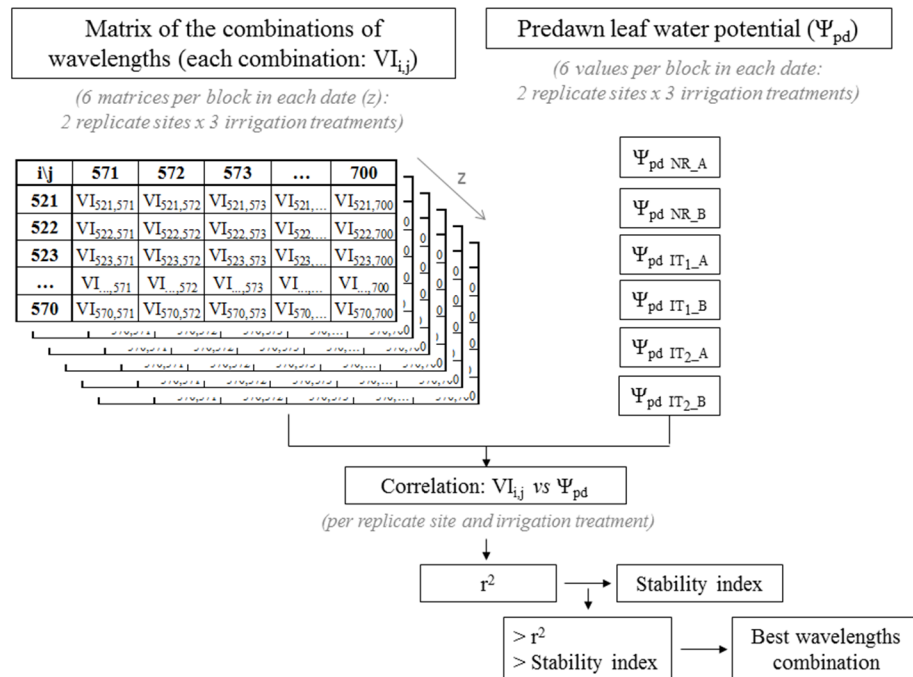 Matrix of the combinations of
wavelengths (each combination: VIi,j)
(6 matrices per block in each date (z):
2 replicate sites x 3 irrigation treatments)
Predawn leaf water potential (Ψpd)
(6 values per block in each date:
2 replicate sites x 3 irrigation treatments)
z
i\j 571 572 573 ... 700
521 VI521,571 VI521,572 VI521,573 VI521,... VI521,700
522 VI522,571 VI522,572 VI522,573 VI522,... VI522,700
523 VI523,571 VI523,572 VI523,573 VI523,... VI523,700
... VI...,571 VI...,572 VI...,573 VI...,... VI...,700
570 VI570,571 VI570,572 VI570,573 VI570,... VI570,700
Ψpd NR_A
Ψpd NR_B
Ψpd IT1_A
Ψpd IT1_B
Ψpd IT2_A
Ψpd IT2_B
Correlation: VIi,j vs Ψpd
(per replicate site and irrigation treatment)
r²
Stability index
> r²
> Stability index
Best wavelengths
combination